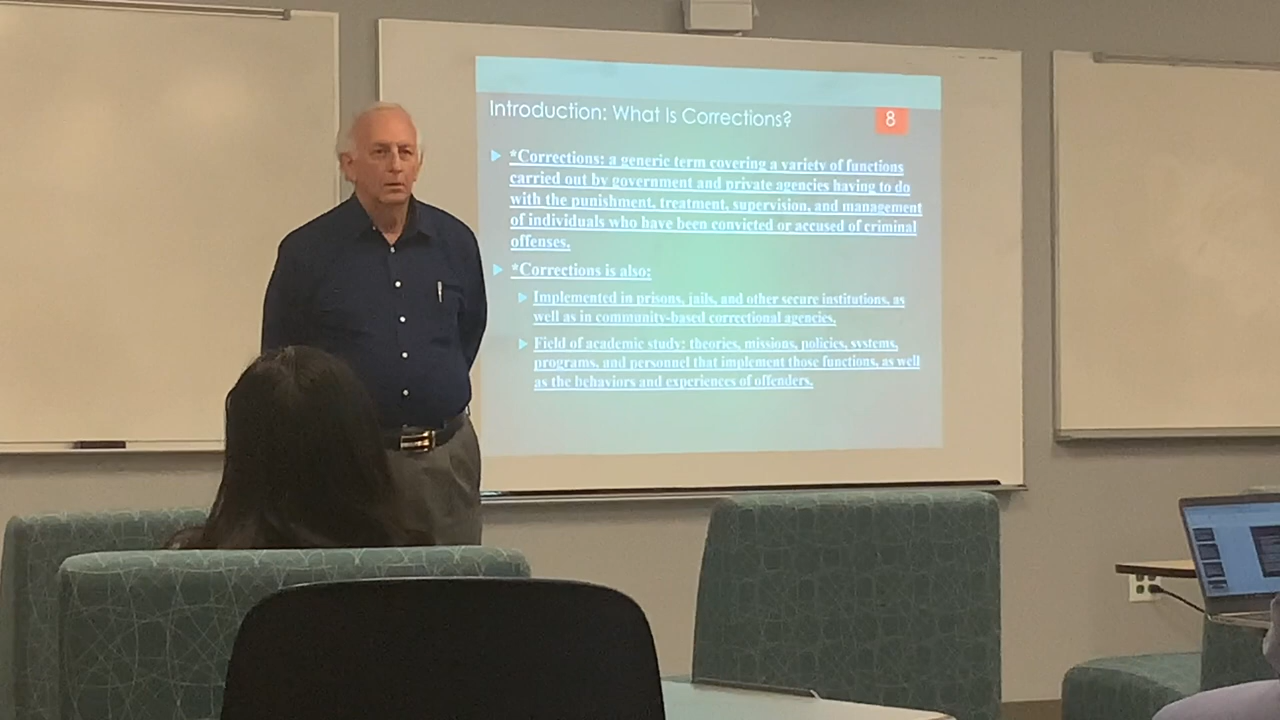 Introduction: What Is Corrections?
8
*Corrections: a generic term covering a variety of functions
carried out by government and private agencies having to do
with the punishment, treatment, supervision, and management
of individuals who have been convicted or accused of criminal
offenses.
*Corrections is also:
Implemented in prisons, jails, and other secure institutions, as
well as in community-based correctional agencies.
Field of academic study: theories, missions, policies, systems,
programs, and personnel that implement those functions, as well
as the behaviors and experiences of offenders.